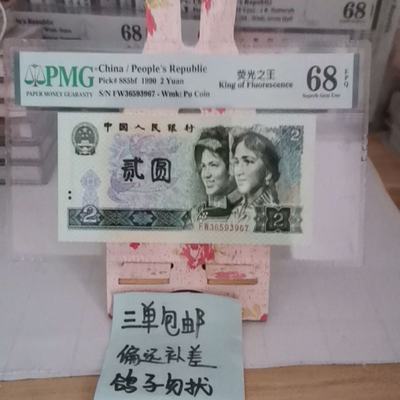 PMG
PAPER MONEY GUARANTY
China / People's Republic
Pick# 885bf 1990 2 Yuan
S/N FW36593967 - Wmk: Pu Coin
荧光之王
King of Fluorescence
68 EPQ
Superb Gem Unc
中国人民银行
贰圆
2
2
FW36593967
三单包邮
偏远补差
鸽子勿扰